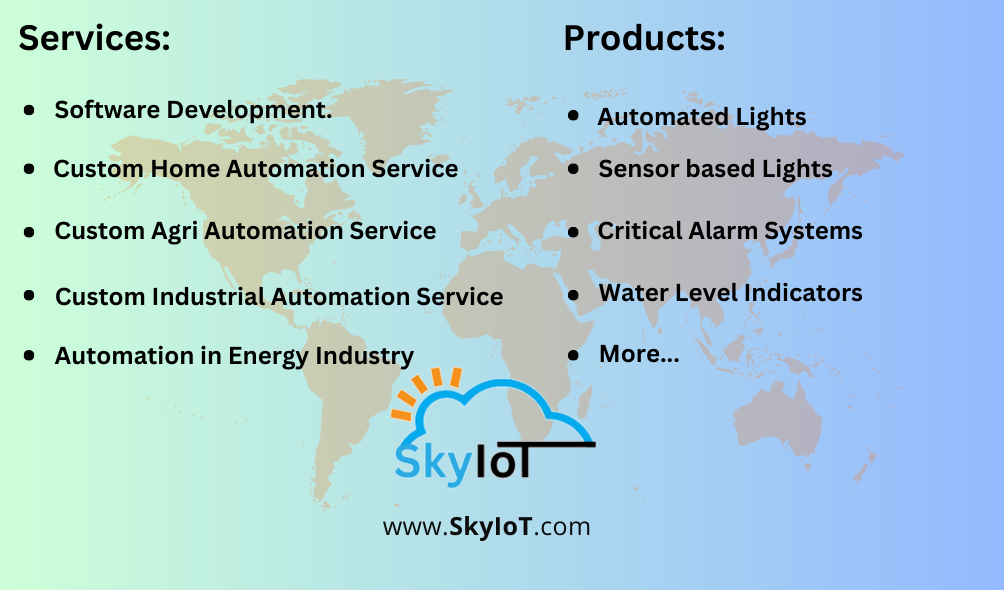 Services:
Software Development.
Custom Home Automation Service
Custom Agri Automation Service
Custom Industrial Automation Service
Automation in Energy Industry
Products:
Automated Lights
Sensor based Lights
Critical Alarm Systems
Water Level Indicators
More...
SkyIoT
www.SkyIoT.com